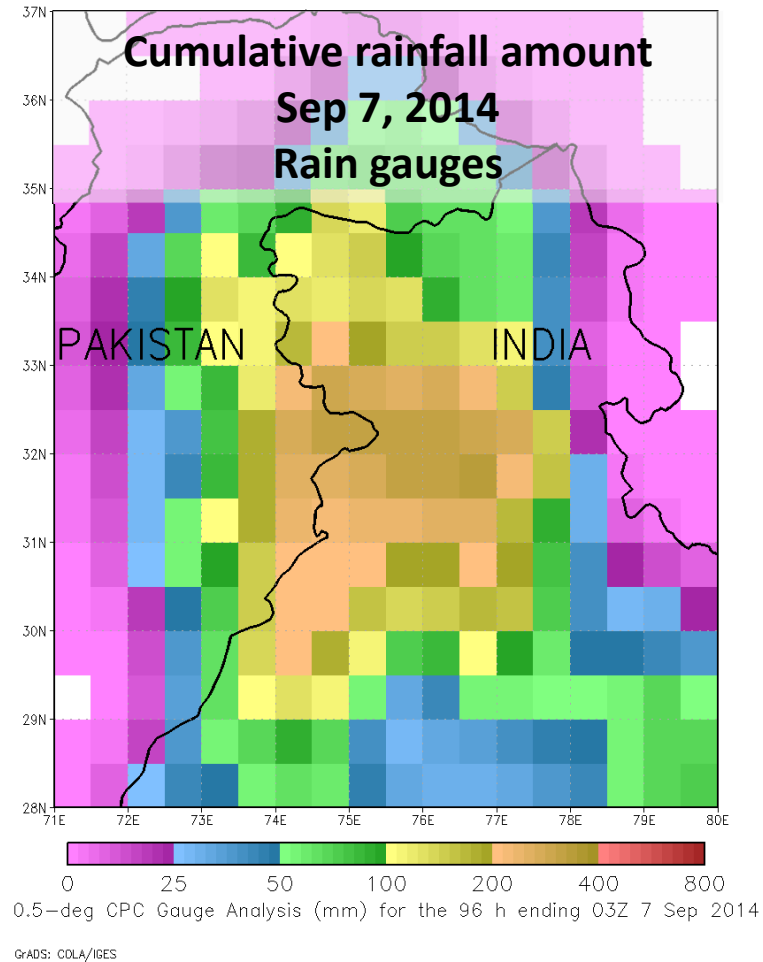 37N
Cumulative rainfall amount
36N
Sep 7, 2014
Rain gauges
35N
34N
PAKISTAN
INDIA
33N
32N
31N
30N
29N
28N
71E 72E 73E 74E 75E 76E 77E 78E 79E 80E
0 25 50 100 200 400 800
0.5-deg CPC Gauge Analysis (mm) for the 96 h ending 03Z 7 Sep 2014
GrADS: COLA/IGES